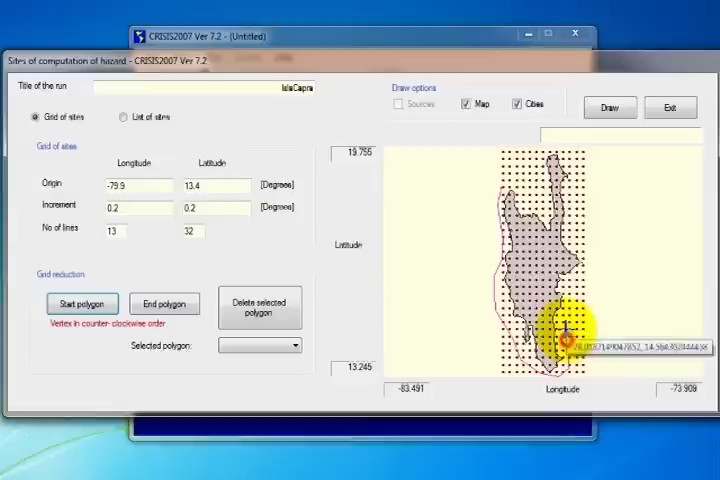 CRISIS2007 Ver 7.2 - (Untitled)
Sites of computation of hazard - CRISIS2007 Ver 7.2
Title of the run
IslaCapra
Draw options
Sources
Map
Cities
Draw
Exit
Grid of sites
List of sites
Grid of sites
Longitude
Latitude
Origin
-79.9
13.4
[Degrees]
Increment
0.2
0.2
[Degrees]
No of lines
13
32
19.755
Latitude
13.245
-83.491
Longitude
-73.909
Grid reduction
Start polygon
End polygon
Delete selected
polygon
Vertex in counter- clockwise order
Selected polygon: